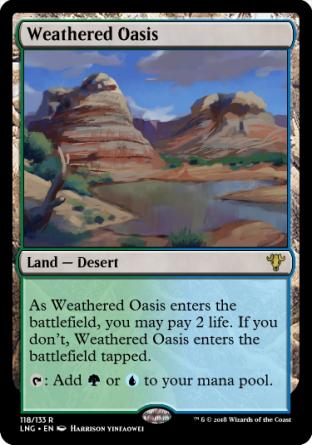 Weathered Oasis
Land — Desert
As Weathered Oasis enters the
battlefield, you may pay 2 life. If you
don't, Weathered Oasis enters the
battlefield tapped.
: Add or to your mana pool.
118/133 R
LNG • EN HARRISON YINFAOWEI
™ & © 2018 Wizards of the Coast